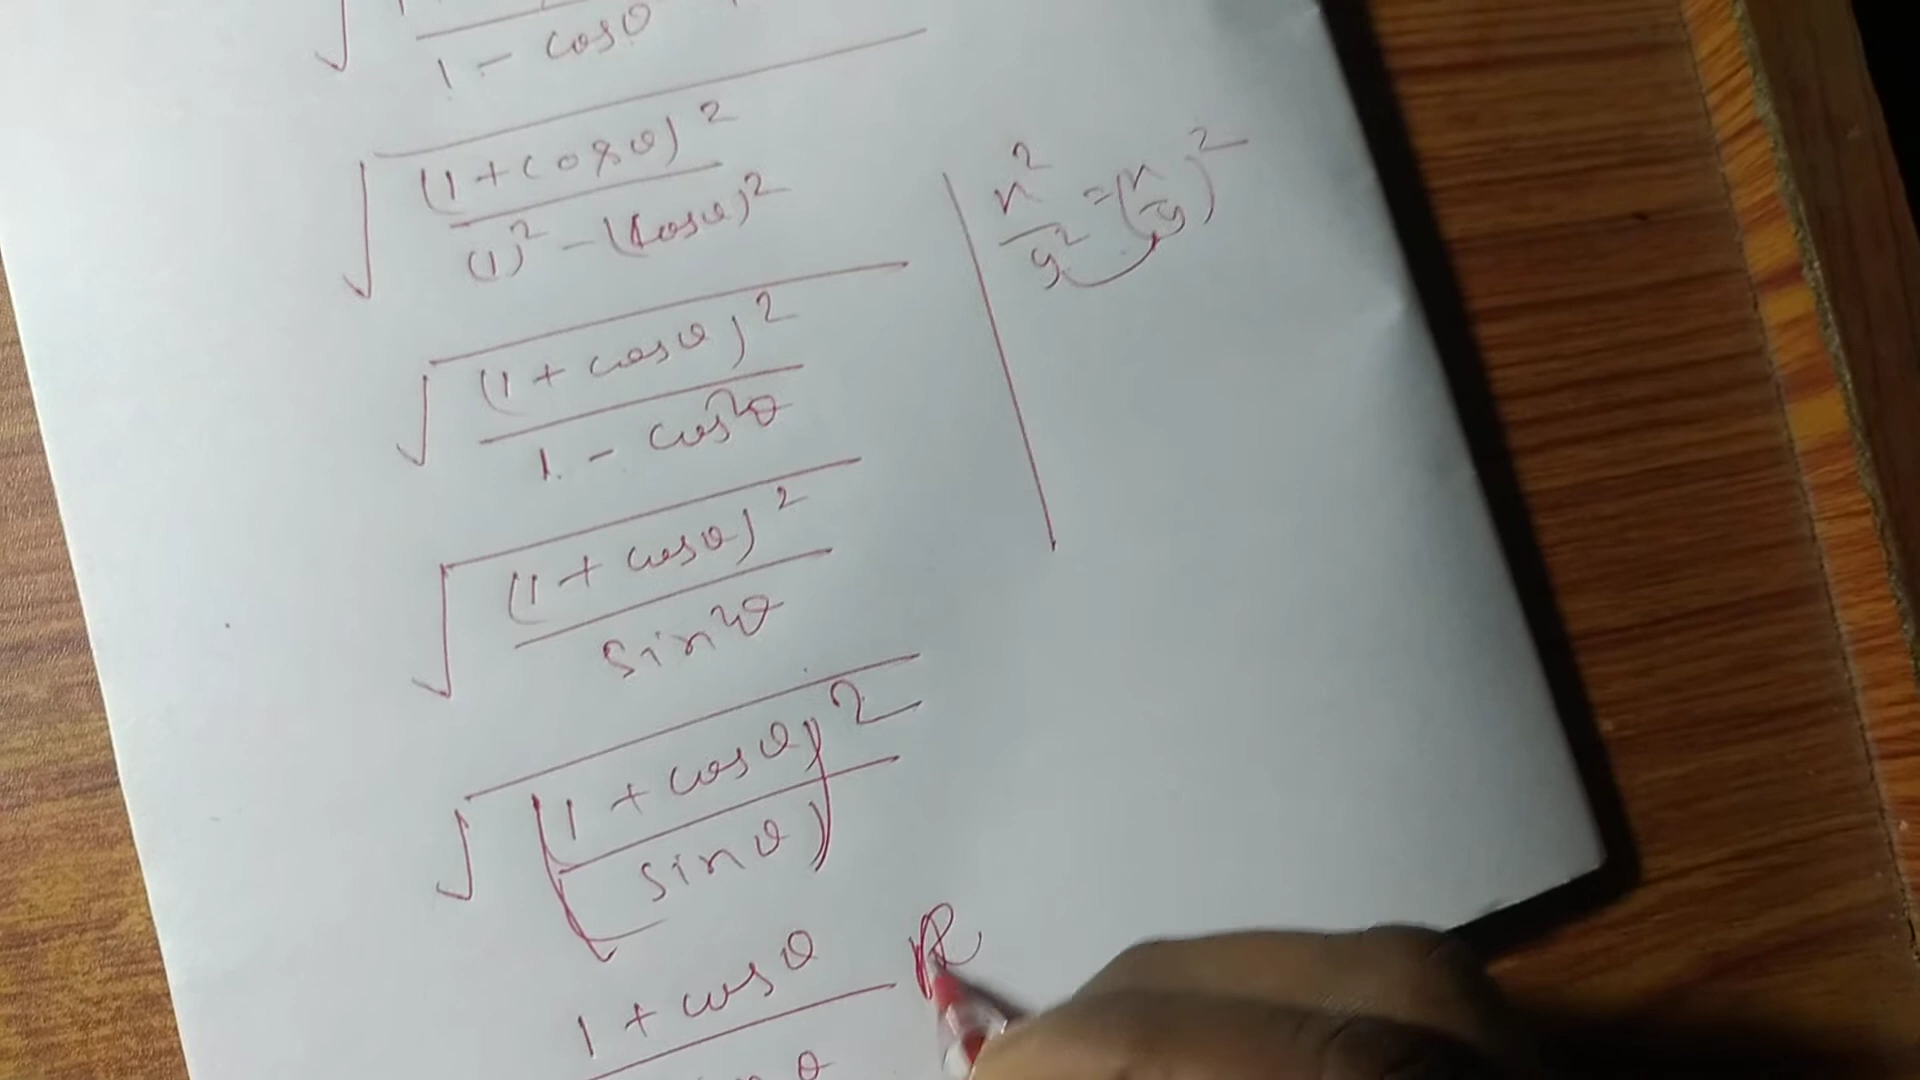 1 - cosθ
√((1+cosθ)² / (1)² - (cosθ)²)
x²/y² = (x/y)²
√((1 + cosθ)² / 1 - cos²θ)
√((1 + cosθ)² / sin²θ)
√((1 + cosθ / sinθ)²)
1 + cosθ
θ